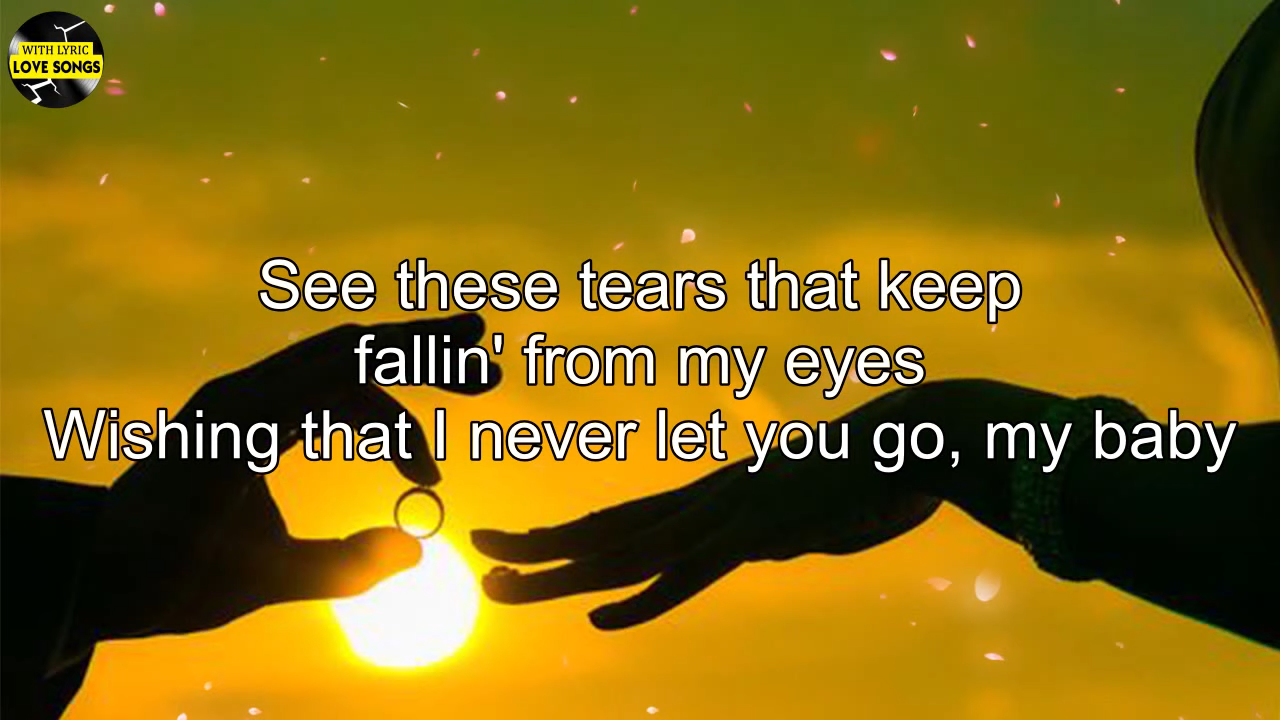 WITH LYRIC
LOVE SONGS
See these tears that keep
fallin' from my eyes
Wishing that I never let you go, my baby